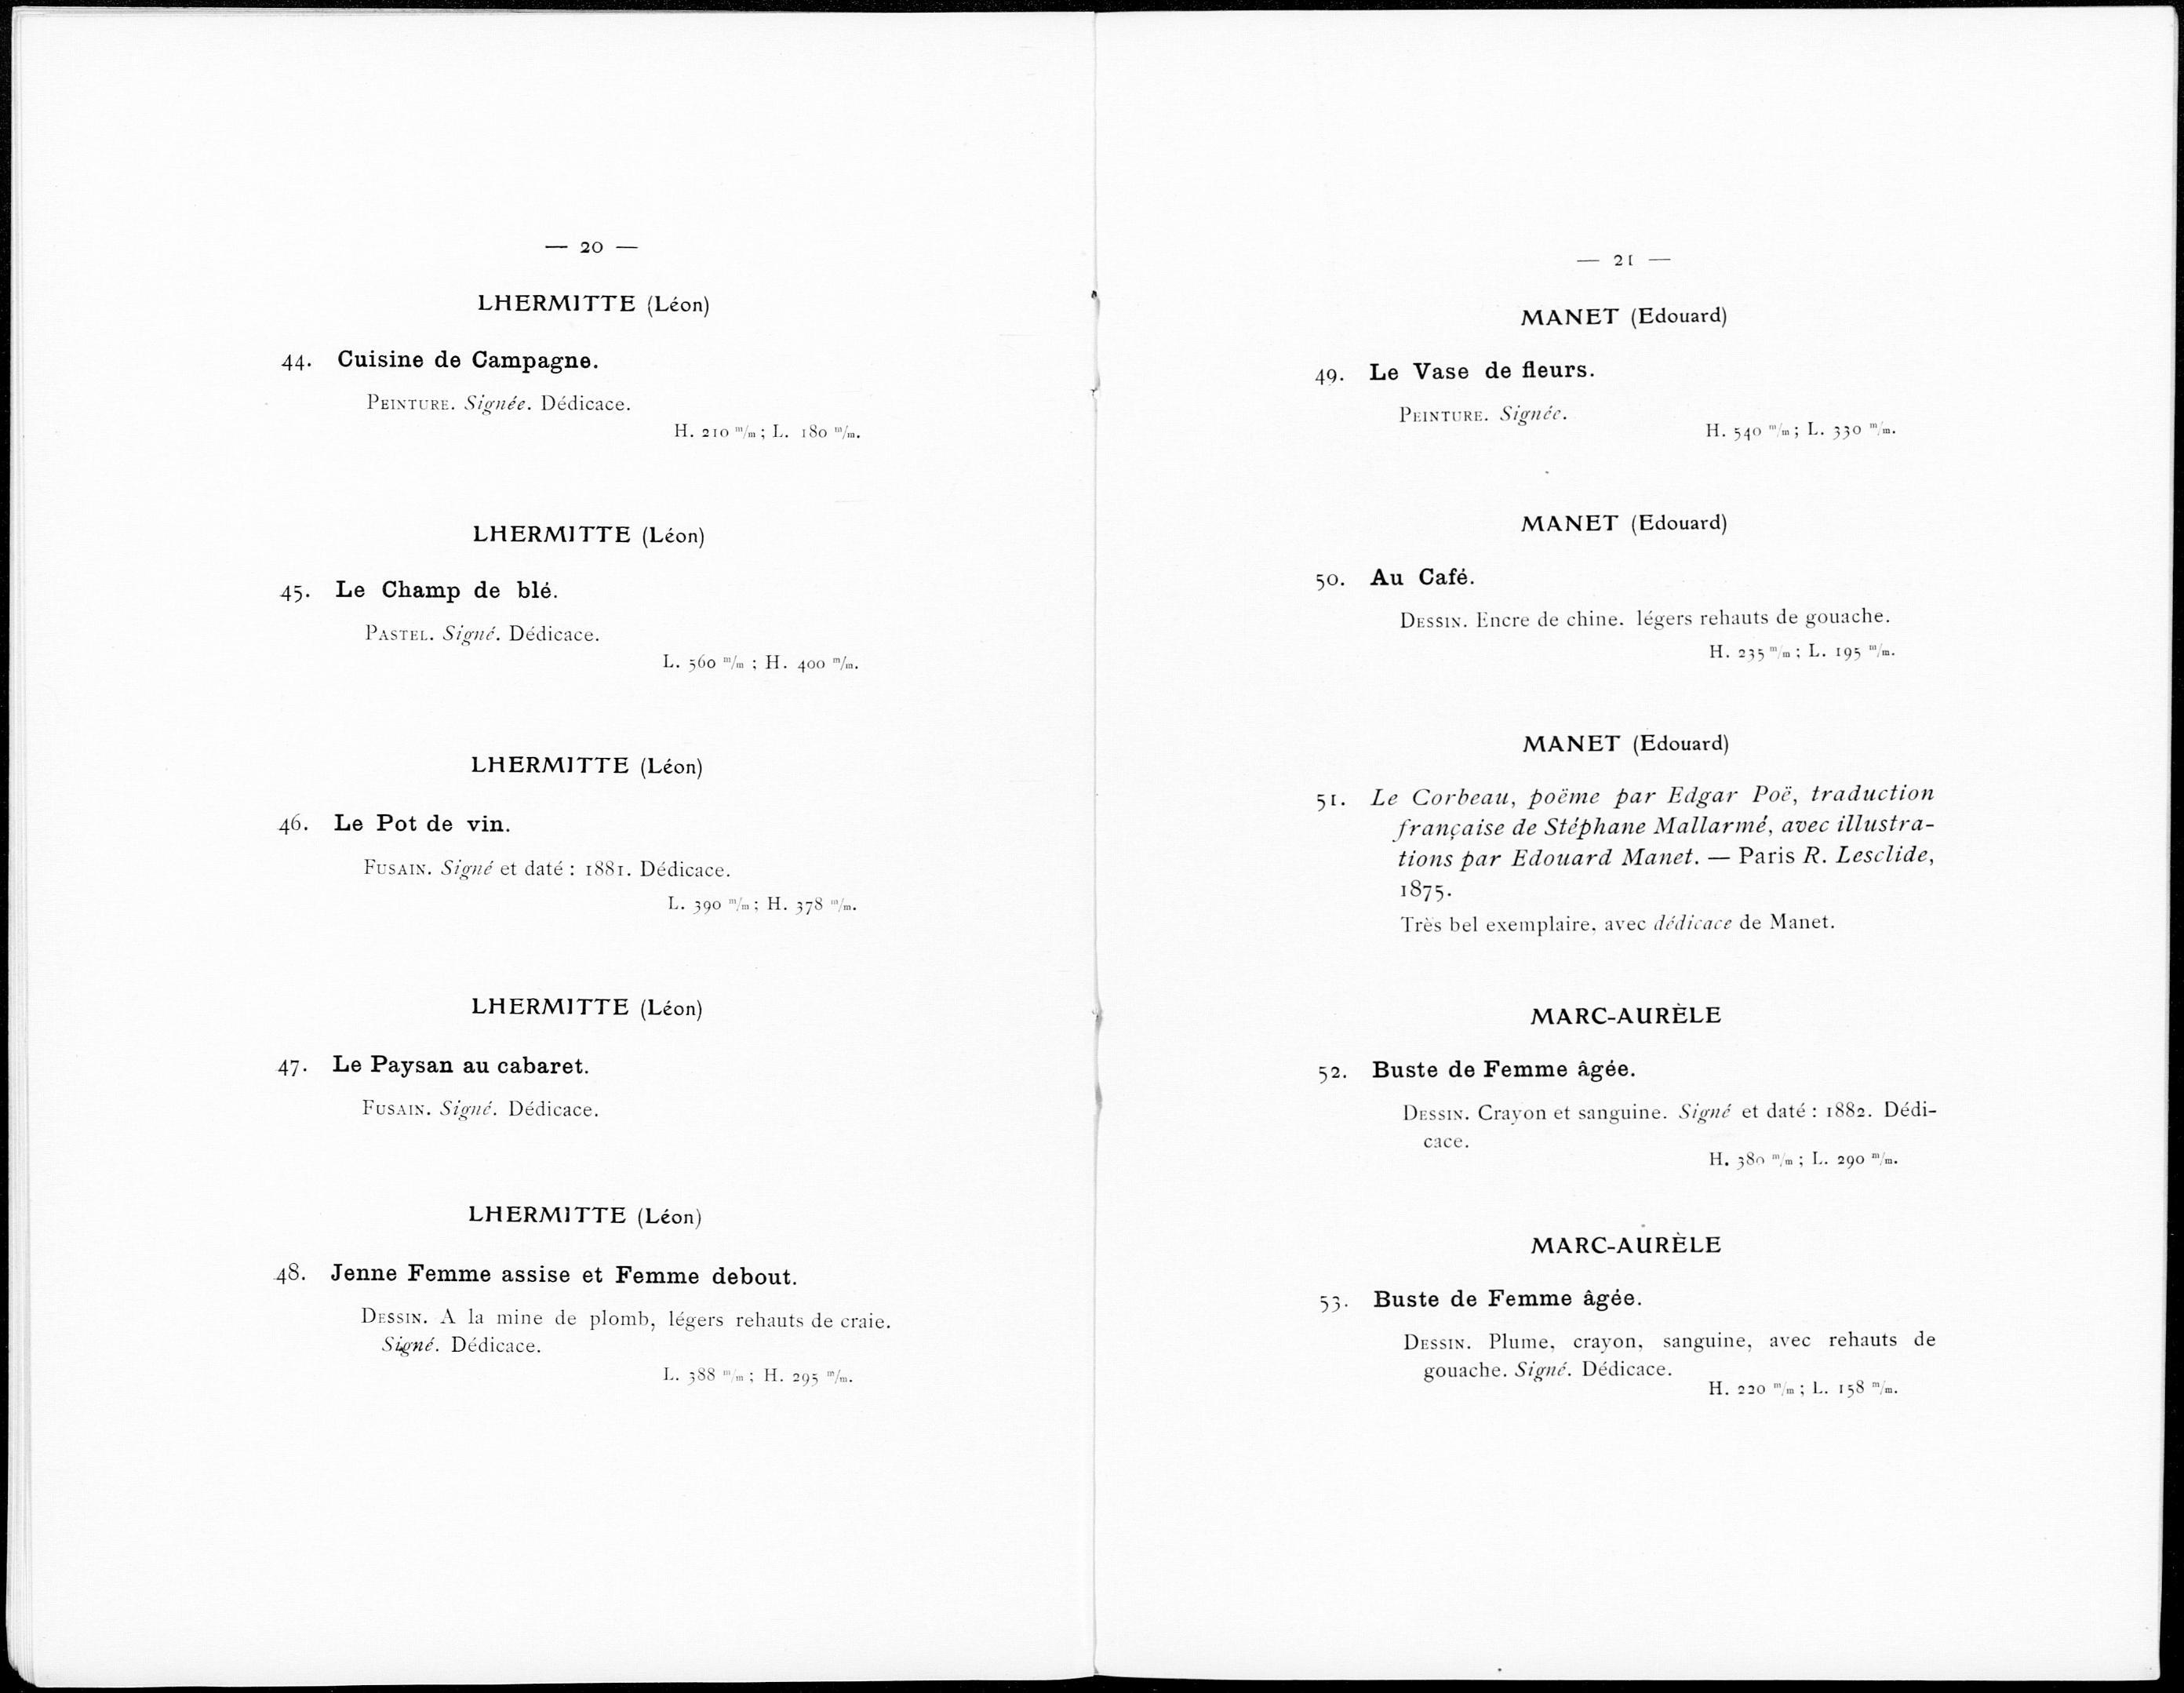 — 20 —
LHERMITTE (Léon)
44. Cuisine de Campagne.
PEINTURE. Signée. Dédicace.
H. 210 m/m ; L. 180 m/m.
LHERMITTE (Léon)
45. Le Champ de blé.
PASTEL. Signé. Dédicace.
L. 560 m/m ; H. 400 m/m.
LHERMITTE (Léon)
46. Le Pot de vin.
FUSAIN. Signé et daté : 1881. Dédicace.
L. 390 m/m ; H. 378 m/m.
LHERMITTE (Léon)
47. Le Paysan au cabaret.
FUSAIN. Signé. Dédicace.
LHERMITTE (Léon)
48. Jenne Femme assise et Femme debout.
DESSIN. A la mine de plomb, légers rehauts de craie.
Signé. Dédicace.
L. 388 m/m ; H. 295 m/m.
— 21 —
MANET (Edouard)
49. Le Vase de fleurs.
PEINTURE. Signée.
H. 540 m/m ; L. 330 m/m.
MANET (Edouard)
50. Au Café.
DESSIN. Encre de chine. légers rehauts de gouache.
H. 235 m/m ; L. 195 m/m.
MANET (Edouard)
51. Le Corbeau, poëme par Edgar Poë, traduction
française de Stéphane Mallarmé, avec illustra-
tions par Edouard Manet. — Paris R. Lesclide,
1875.
Très bel exemplaire, avec dédicace de Manet.
MARC-AURÈLE
52. Buste de Femme âgée.
DESSIN. Crayon et sanguine. Signé et daté : 1882. Dédi-
cace.
H. 380 m/m ; L. 290 m/m.
MARC-AURÈLE
53. Buste de Femme âgée.
DESSIN. Plume, crayon, sanguine, avec rehauts de
gouache. Signé. Dédicace.
H. 220 m/m ; L. 158 m/m.